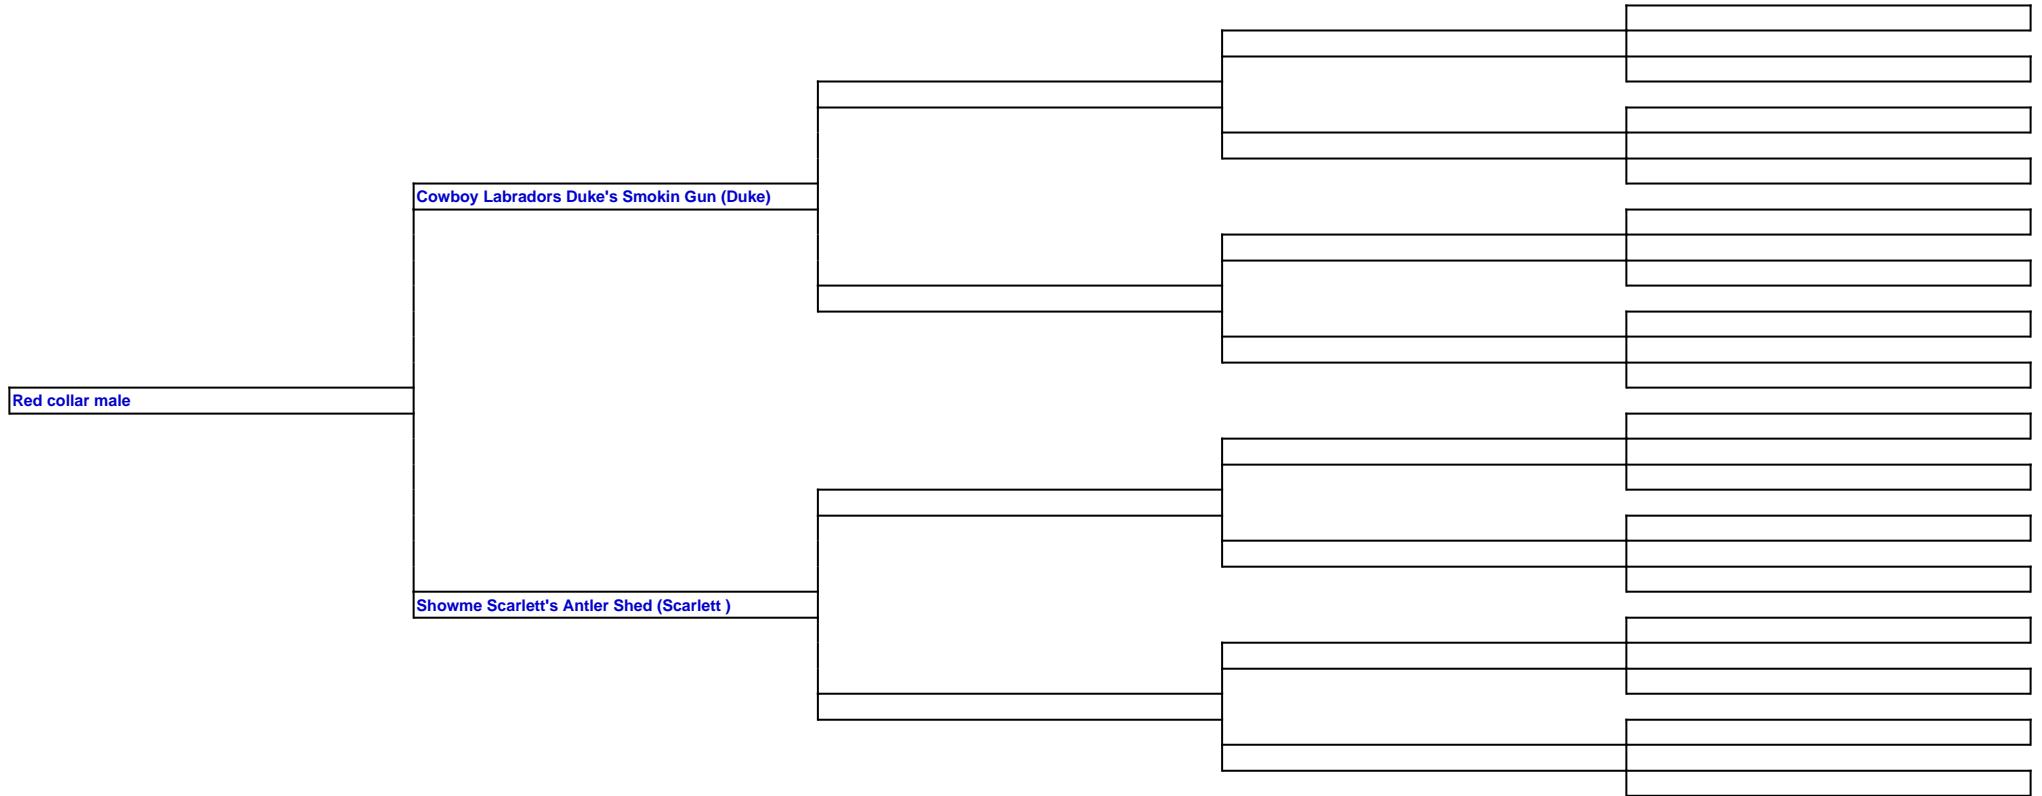 Cowboy Labradors Duke's Smokin Gun (Duke)
Red collar male
Showme Scarlett's Antler Shed (Scarlett )